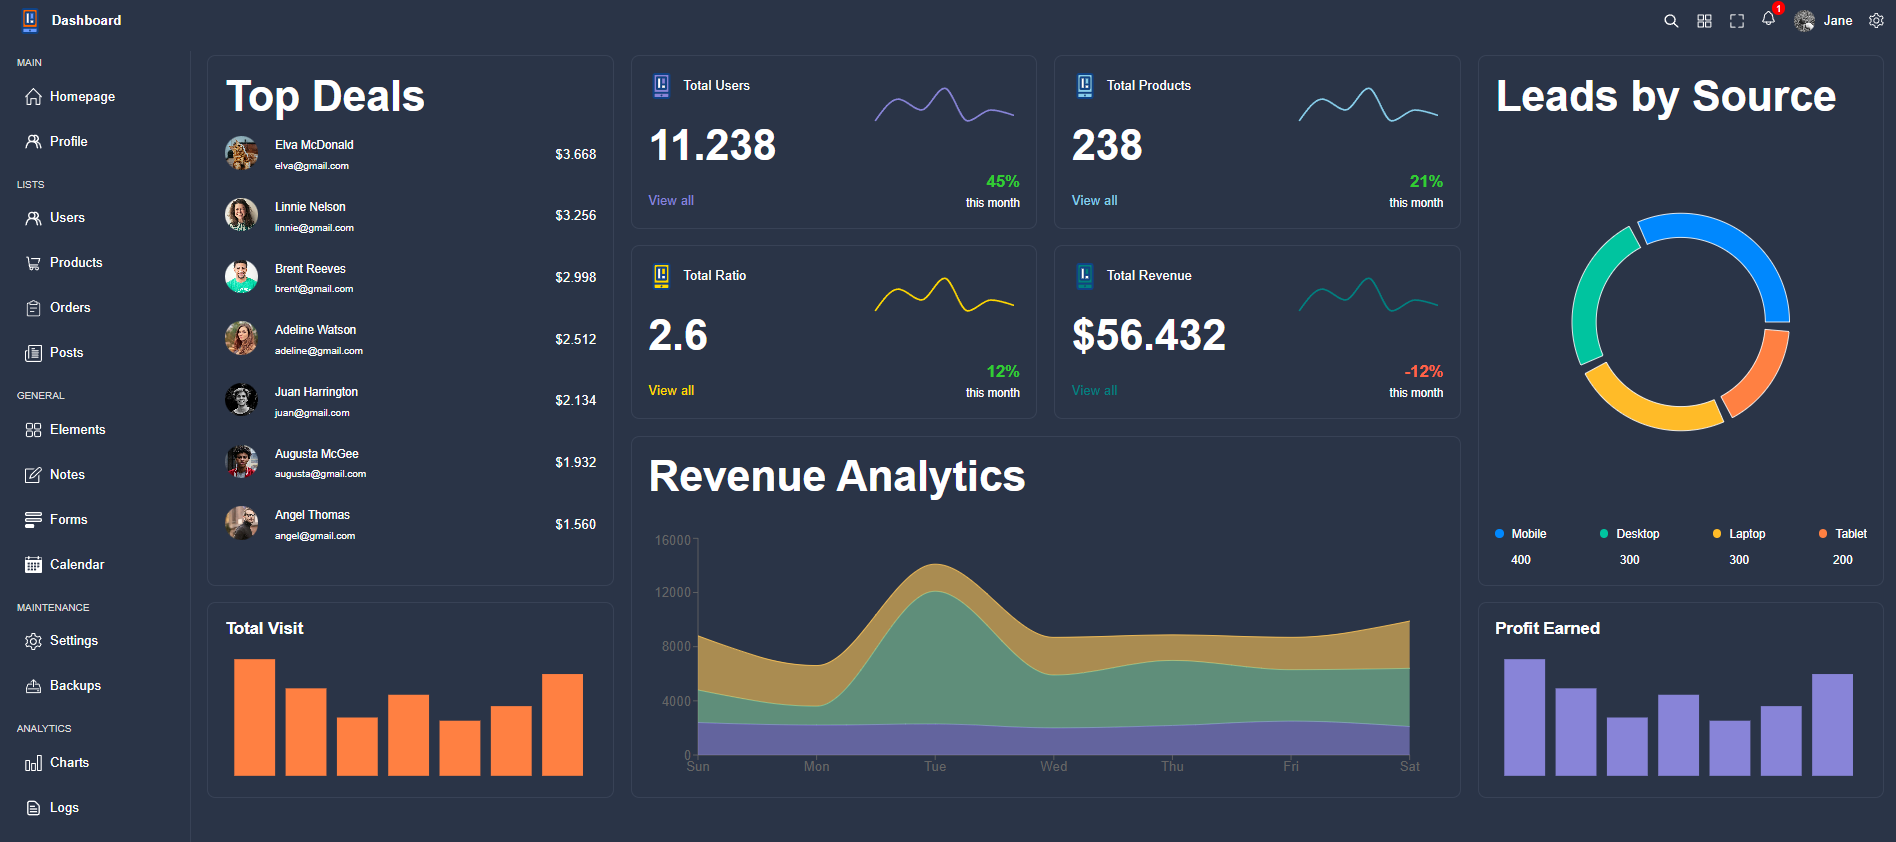 Dashboard
1
Jane
MAIN
Homepage
Profile
LISTS
Users
Products
Orders
Posts
GENERAL
Elements
Notes
Forms
Calendar
MAINTENANCE
Settings
Backups
ANALYTICS
Charts
Logs
Top Deals
Elva McDonald
elva@gmail.com
$3.668
Linnie Nelson
linnie@gmail.com
$3.256
Brent Reeves
brent@gmail.com
$2.998
Adeline Watson
adeline@gmail.com
$2.512
Juan Harrington
juan@gmail.com
$2.134
Augusta McGee
augusta@gmail.com
$1.932
Angel Thomas
angel@gmail.com
$1.560
Total Visit
Total Users
11.238
View all
45%
this month
Total Products
238
View all
21%
this month
Total Ratio
2.6
View all
12%
this month
Total Revenue
$56.432
View all
-12%
this month
Revenue Analytics
16000
12000
8000
4000
0
Sun Mon Tue Wed Thu Fri Sat
Leads by Source
Mobile Desktop Laptop Tablet
400 300 300 200
Profit Earned